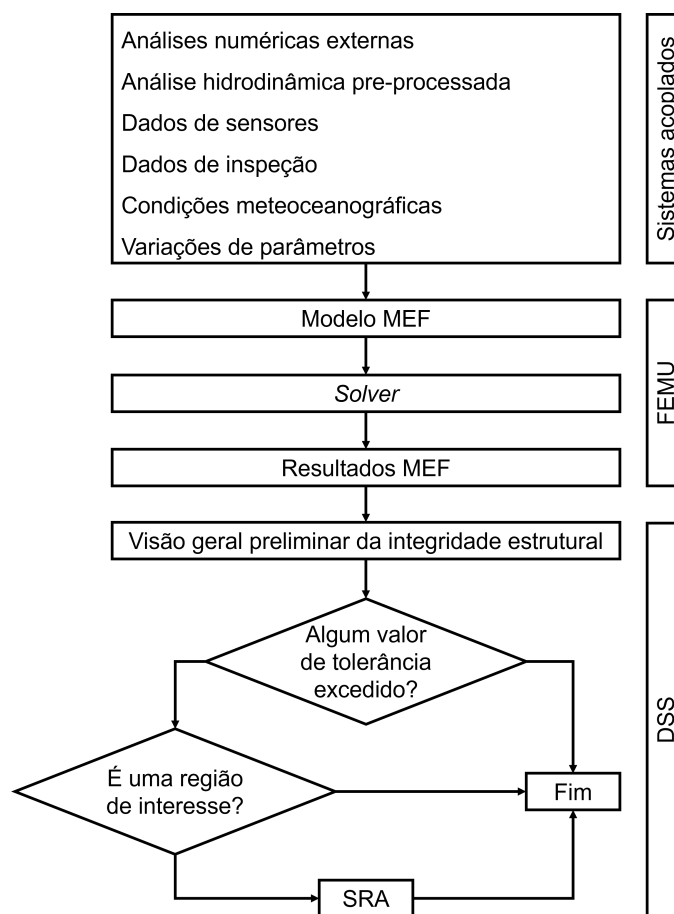 Análises numéricas externas
Análise hidrodinâmica pre-processada
Dados de sensores
Dados de inspeção
Condições meteoceanográficas
Variações de parâmetros
Sistemas acoplados
Modelo MEF
Solver
Resultados MEF
FEMU
Visão geral preliminar da integridade estrutural
Algum valor
de tolerância
excedido?
É uma região
de interesse?
Fim
SRA
DSS